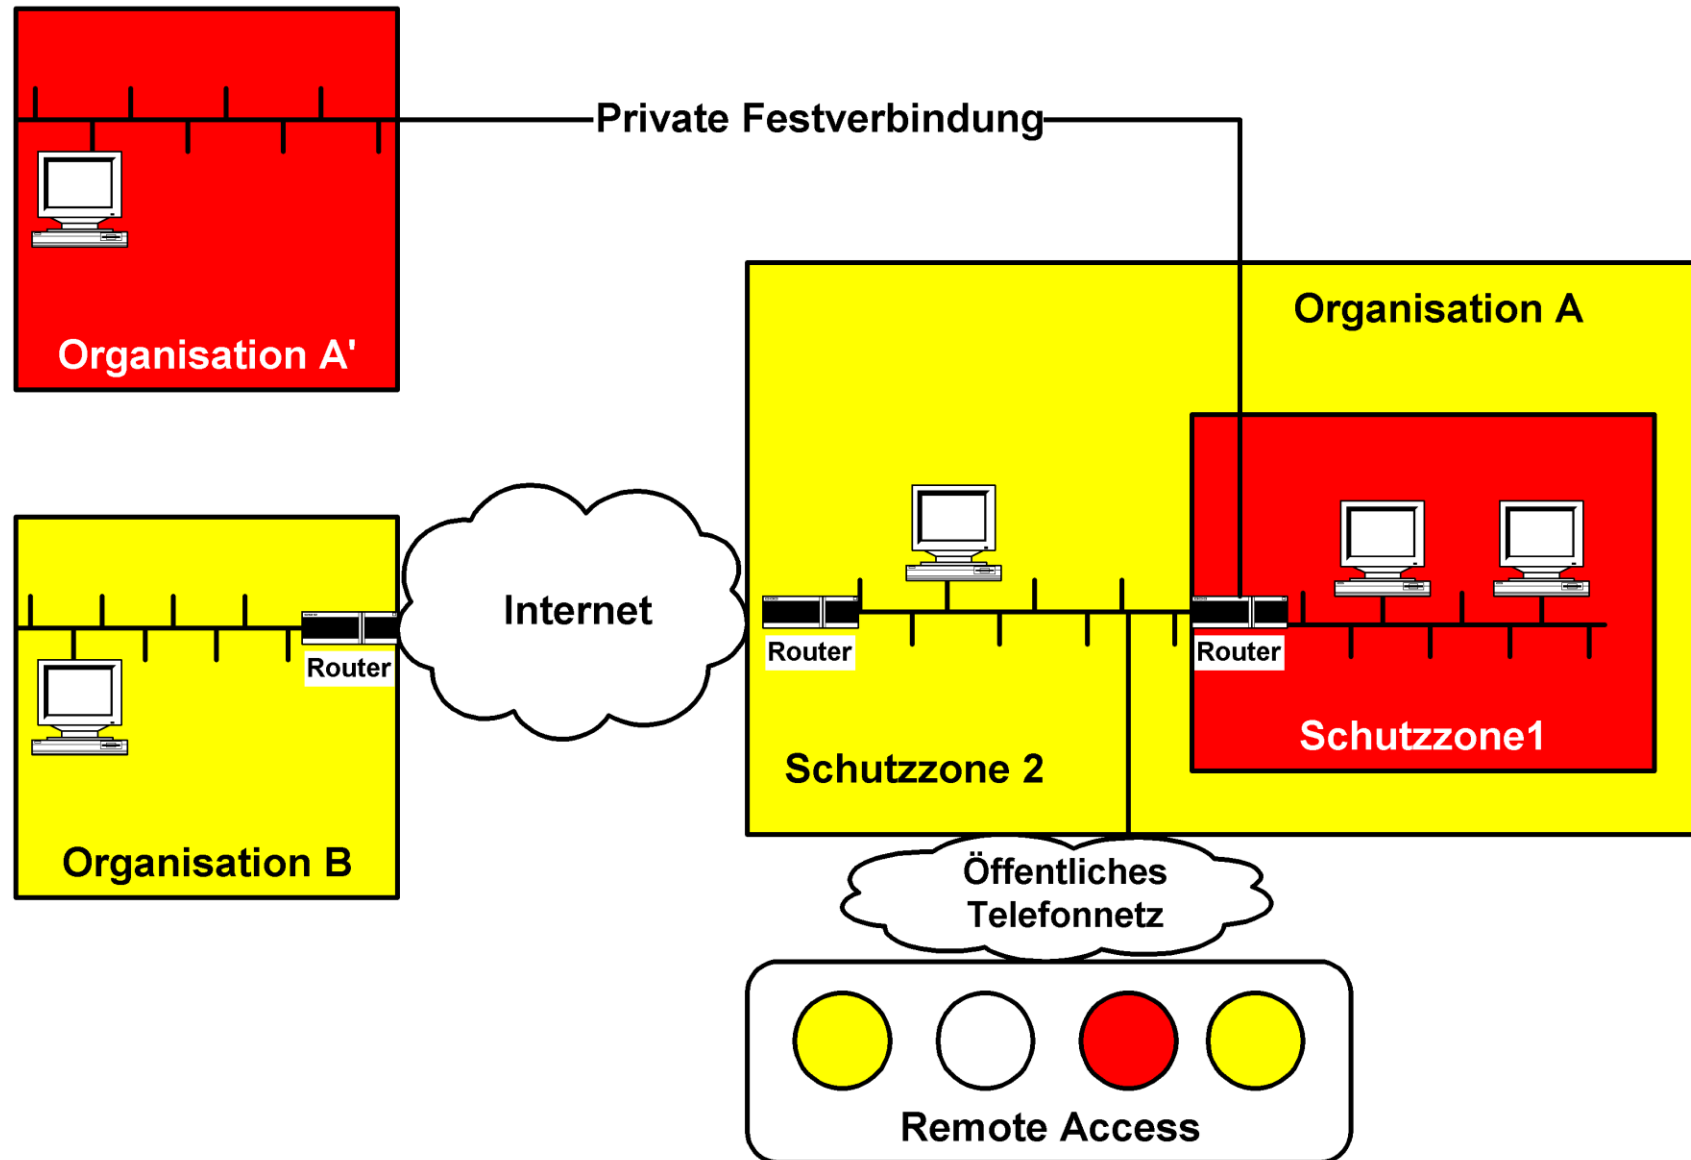 Private Festverbindung
Organisation A'
Organisation A
Internet
Router
Router
Router
Schutzzone1
Schutzzone 2
Organisation B
Öffentliches
Telefonnetz
Remote Access